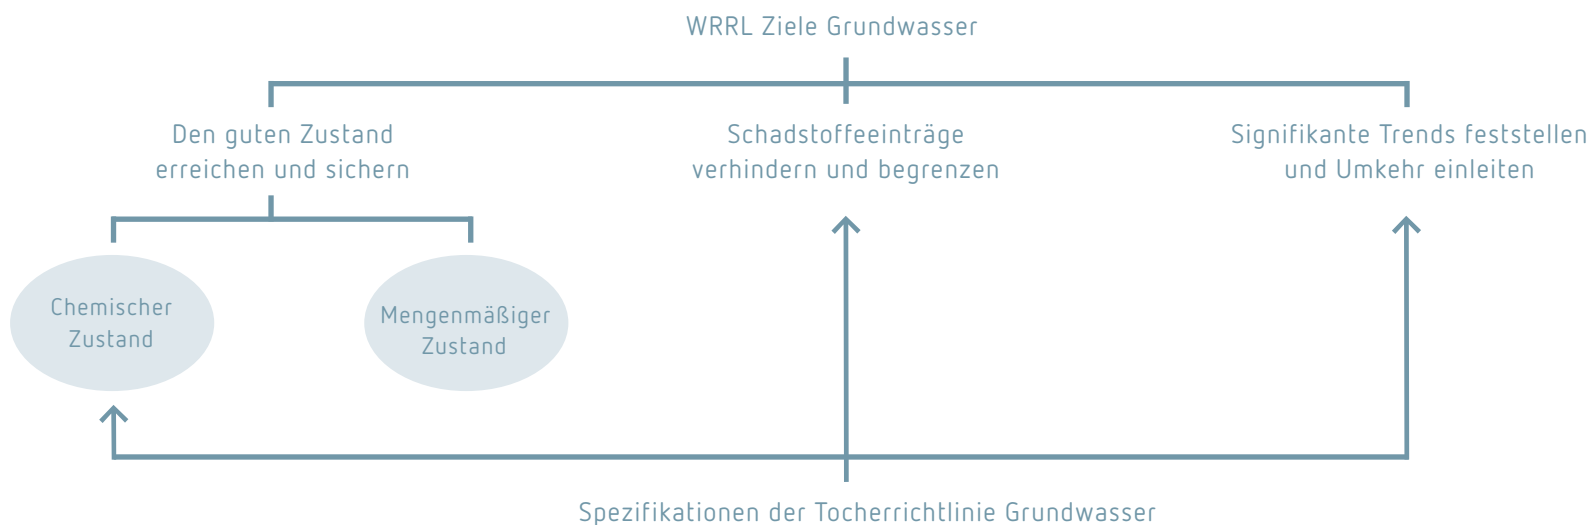 WRRL Ziele Grundwasser
Den guten Zustand
erreichen und sichern
Schadstoffeeinträge
verhindern und begrenzen
Signifikante Trends feststellen
und Umkehr einleiten
Chemischer
Zustand
Mengenmäßiger
Zustand
Spezifikationen der Tocherrichtlinie Grundwasser